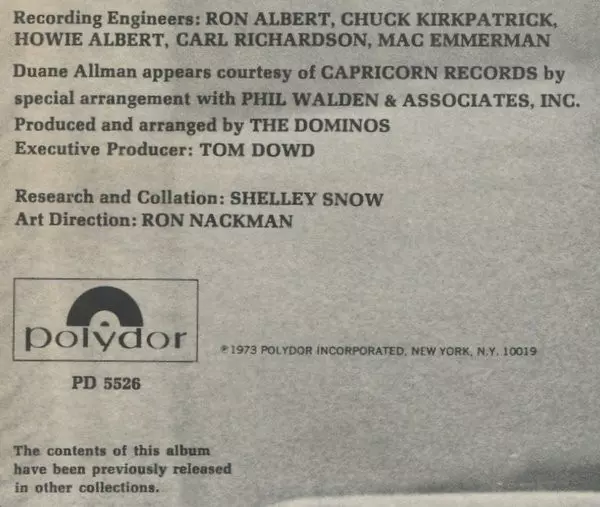 Recording Engineers: RON ALBERT, CHUCK KIRKPATRICK,
HOWIE ALBERT, CARL RICHARDSON, MAC EMMERMAN
Duane Allman appears courtesy of CAPRICORN RECORDS by
special arrangement with PHIL WALDEN & ASSOCIATES, INC.
Produced and arranged by THE DOMINOS
Executive Producer: TOM DOWD
Research and Collation: SHELLEY SNOW
Art Direction: RON NACKMAN
polydor
℗1973 POLYDOR INCORPORATED, NEW YORK, N.Y. 10019
PD 5526
The contents of this album
have been previously released
in other collections.